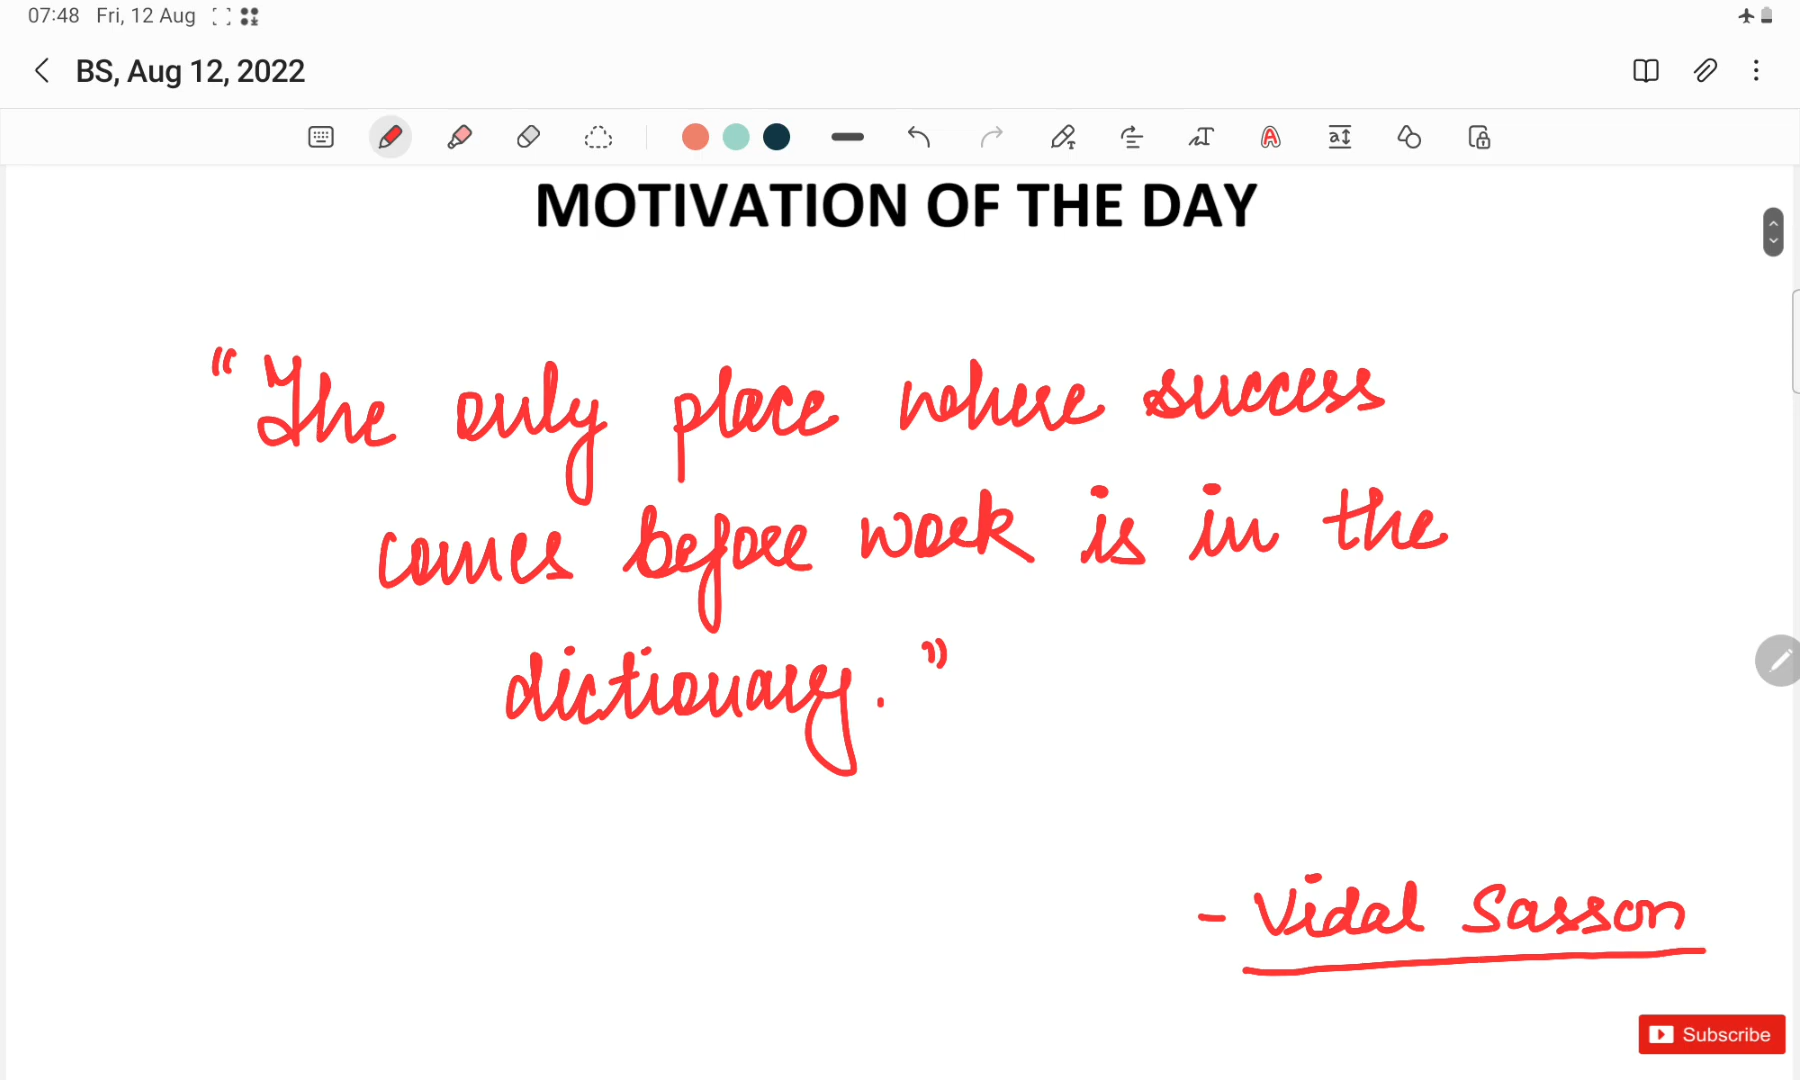 07:48 Fri, 12 Aug
BS, Aug 12, 2022
MOTIVATION OF THE DAY
"The only place where success
comes before work is in the
dictionary."
- Vidal Sasson
Subscribe